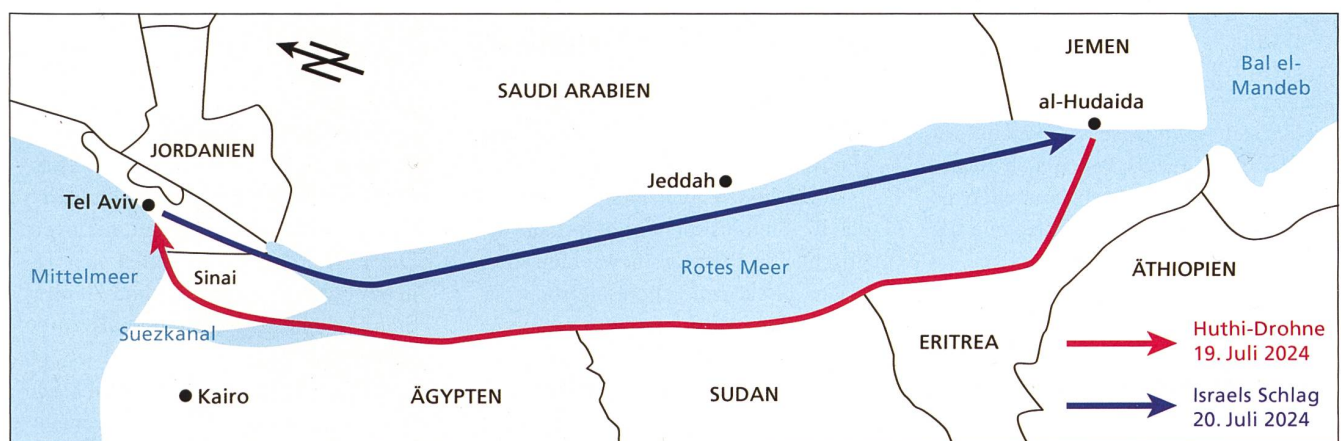 JEMEN
Bal el-
Mandeb
SAUDI ARABIEN
al-Hudaida
JORDANIEN
Jeddah
Tel Aviv
Mittelmeer
Sinai
Rotes Meer
ÄTHIOPIEN
Suezkanal
ERITREA
Huthi-Drohne
19. Juli 2024
Kairo
ÄGYPTEN
SUDAN
Israels Schlag
20. Juli 2024